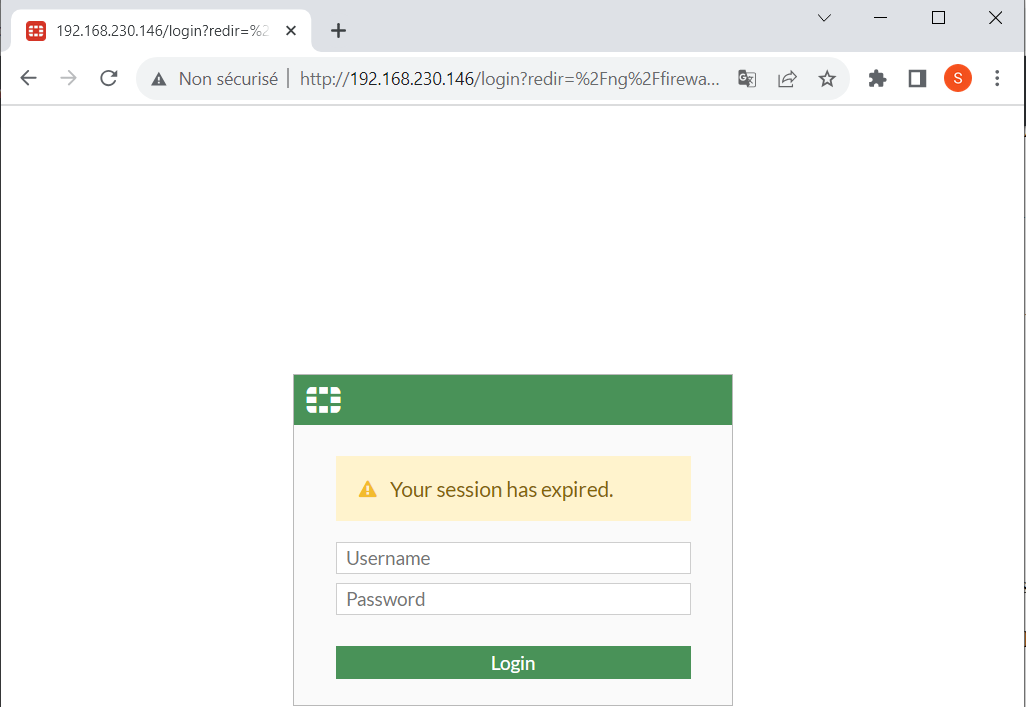 192.168.230.146/login?redir=%2
Non sécurisé
http://192.168.230.146/login?redir=%2Fng%2Ffirewa...
S
Your session has expired.
Username
Password
Login